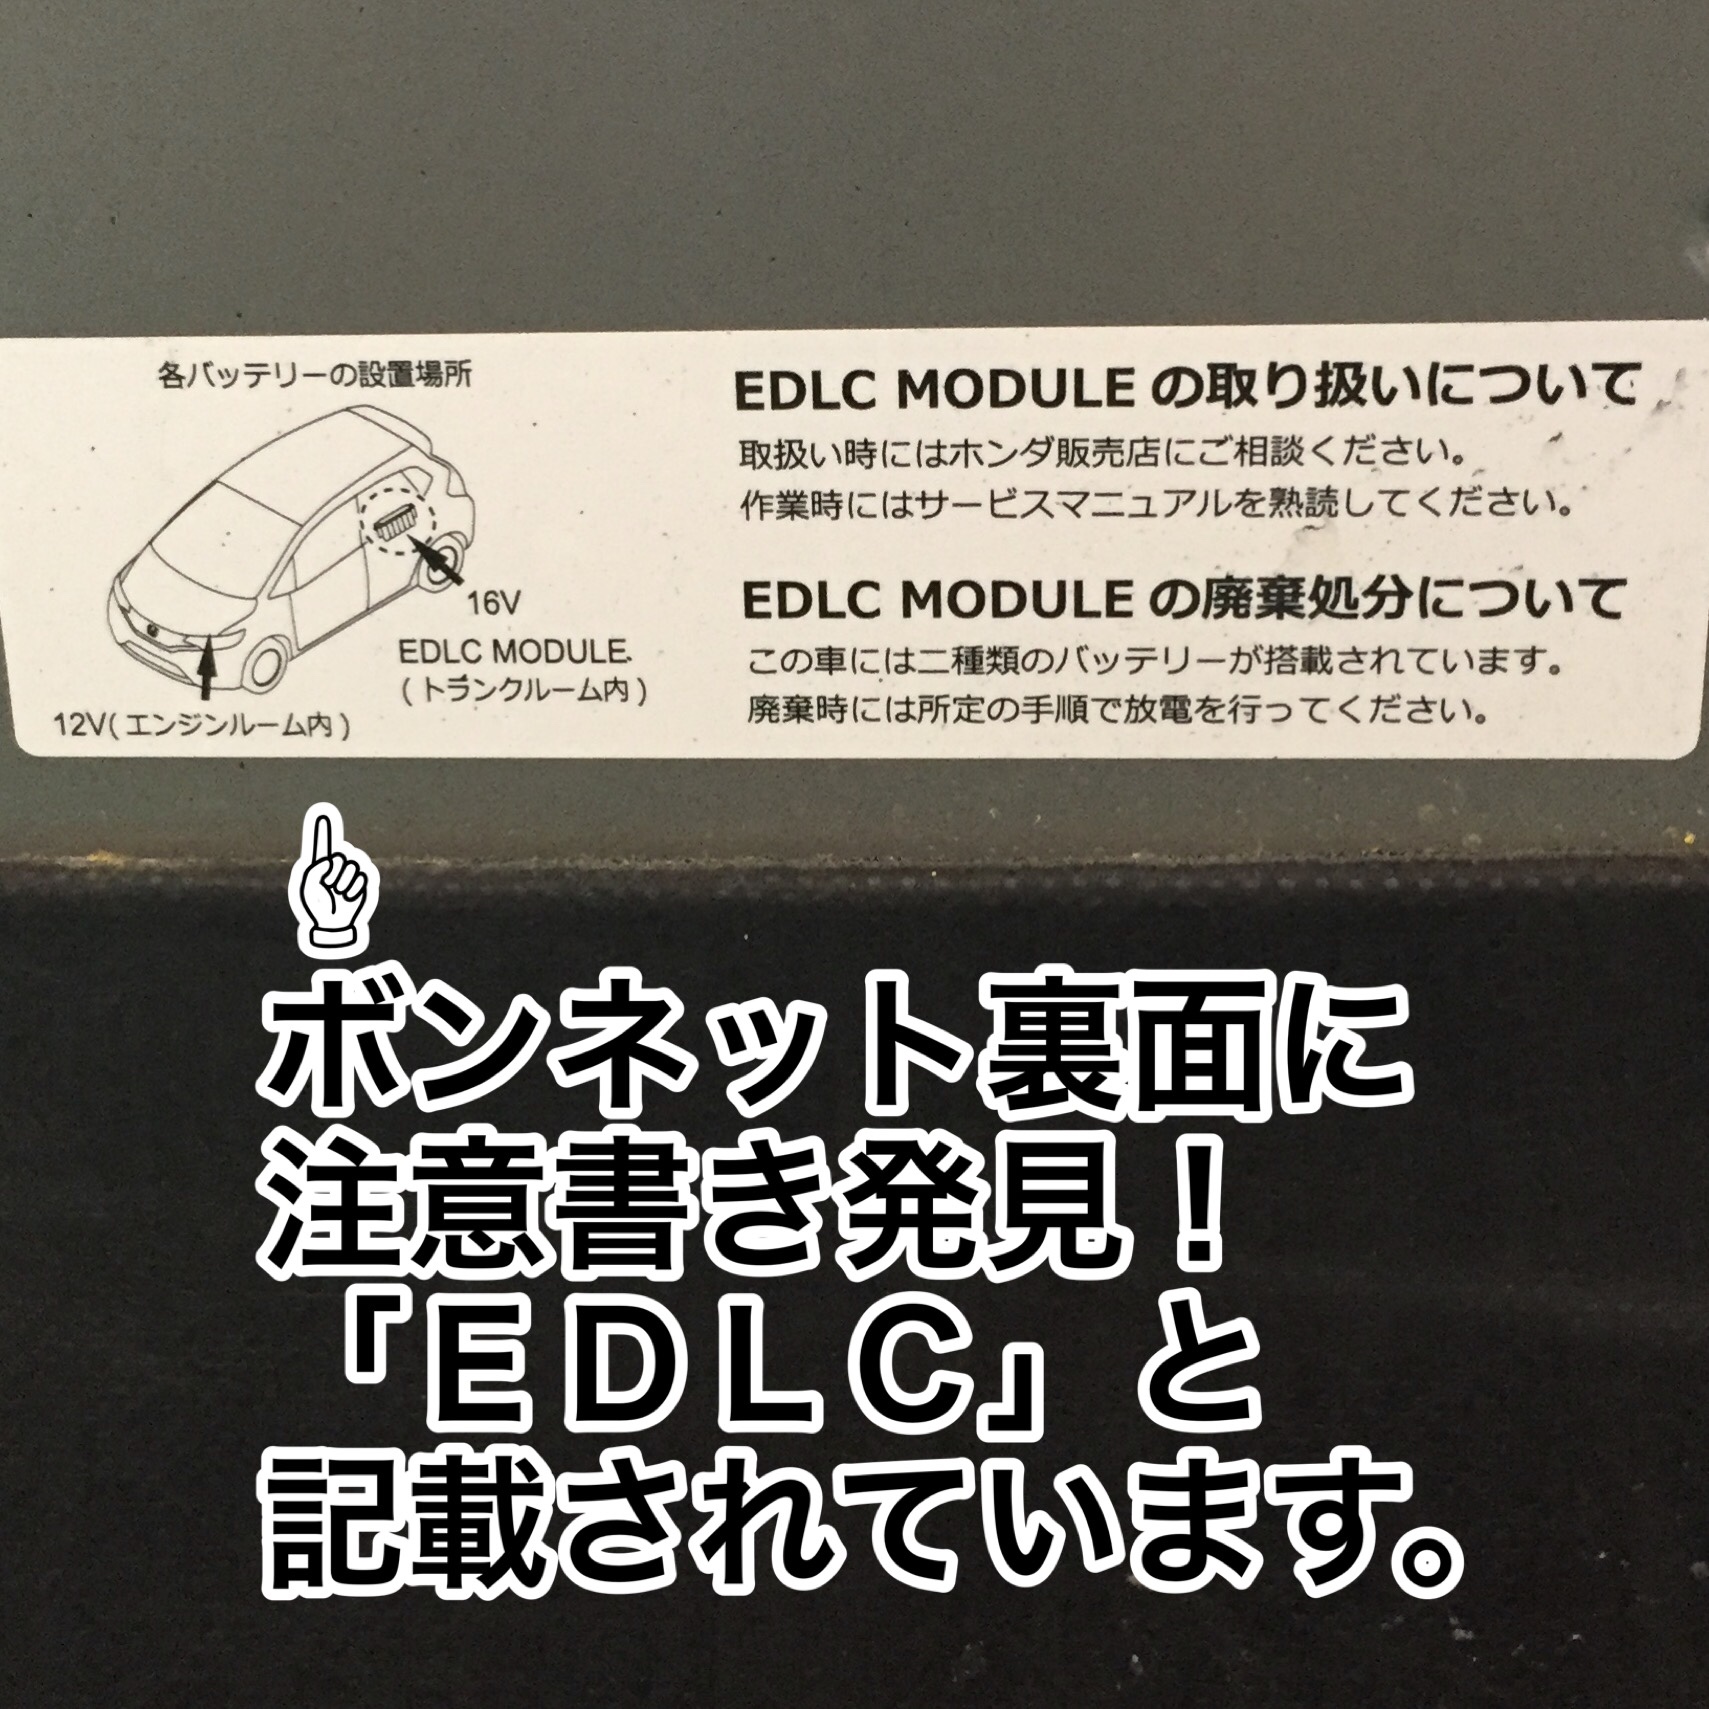 各バッテリーの設置場所
16V
EDLC MODULE
(トランクルーム内)
12V(エンジンルーム内)
EDLC MODULE の取り扱いについて
取扱い時にはホンダ販売店にご相談ください。
作業時にはサービスマニュアルを熟読してください。
EDLC MODULE の廃棄処分について
この車には二種類のバッテリーが搭載されています。
廃棄時には所定の手順で放電を行ってください。
☝
ボンネット裏面に
注意書き発見！
「ＥＤＬＣ」と
記載されています。